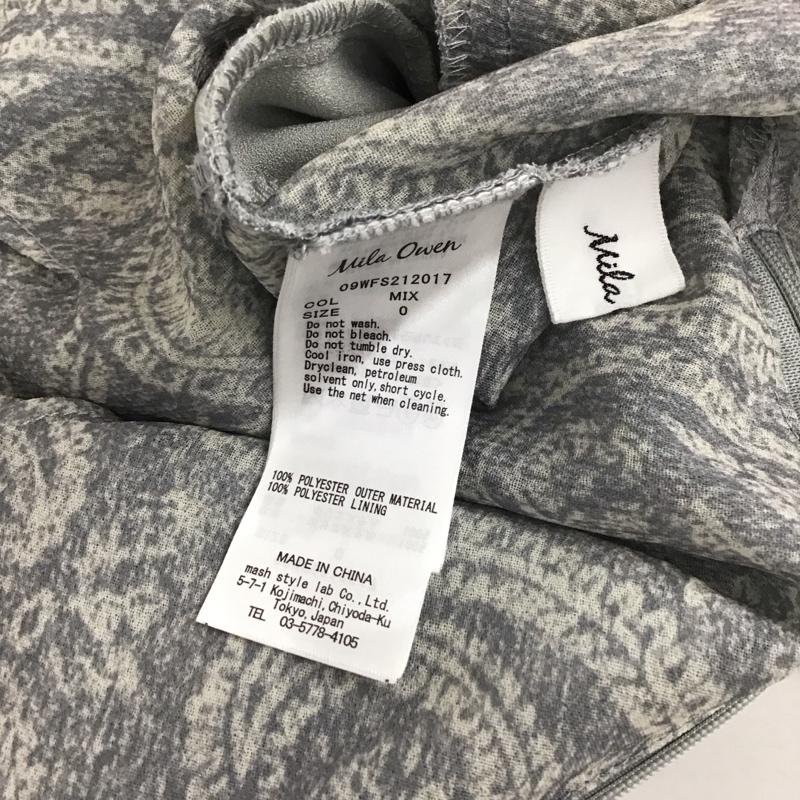 Mila Owen
09WFS212017
COL MIX
SIZE 0
Do not wash.
Do not bleach.
Do not tumble dry.
Cool iron, use press cloth.
Dryclean, petroleum
solvent only,short cycle.
Use the net when cleaning.
100% POLYESTER OUTER MATERIAL
100% POLYESTER LINING
MADE IN CHINA
mash style lab Co.,Ltd.
5-7-1 Kojimachi,Chiyoda-Ku
Tokyo,Japan
TEL 03-5778-4105
Mila